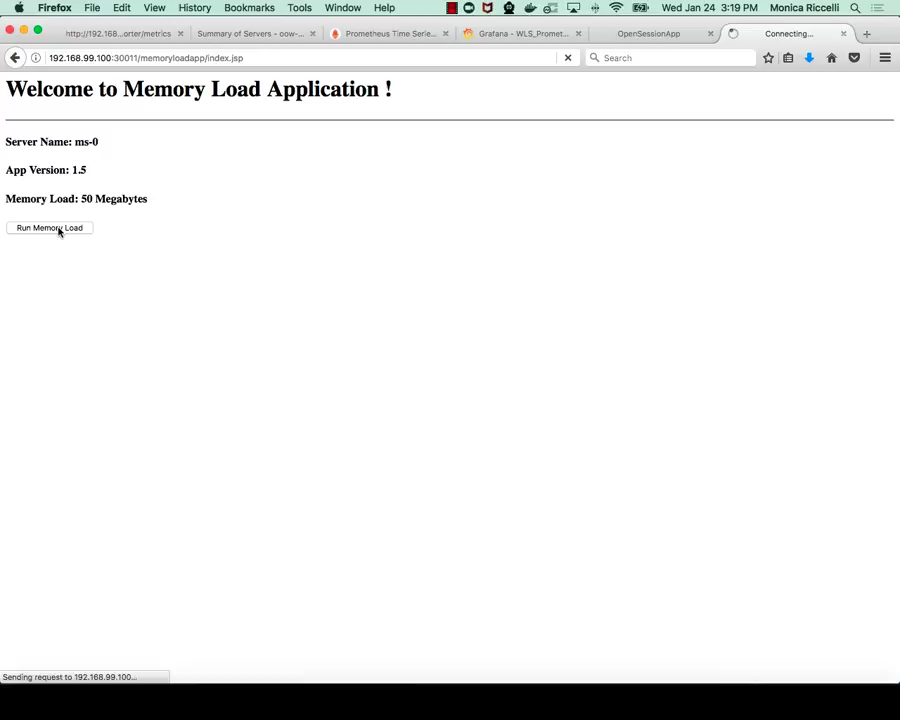 Firefox File Edit View History Bookmarks Tools Window Help Wed Jan 24 3:19 PM Monica Riccelli
http://192.168...orter/metrics Summary of Servers - oow-... Prometheus Time Serie... Grafana - WLS_Promet... OpenSessionApp Connecting...
192.168.99.100:30011/memoryloadapp/index.jsp Search
Welcome to Memory Load Application !
Server Name: ms-0
App Version: 1.5
Memory Load: 50 Megabytes
Run Memory Load
Sending request to 192.168.99.100...